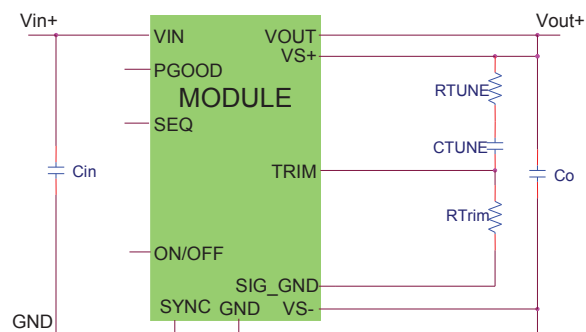 Vin+
Vout+
VIN
VOUT
VS+
PGOOD
RTUNE
MODULE
SEQ
CTUNE
TRIM
Cin
Co
RTrim
ON/OFF
SIG_GND
SYNC
GND
VS-
GND